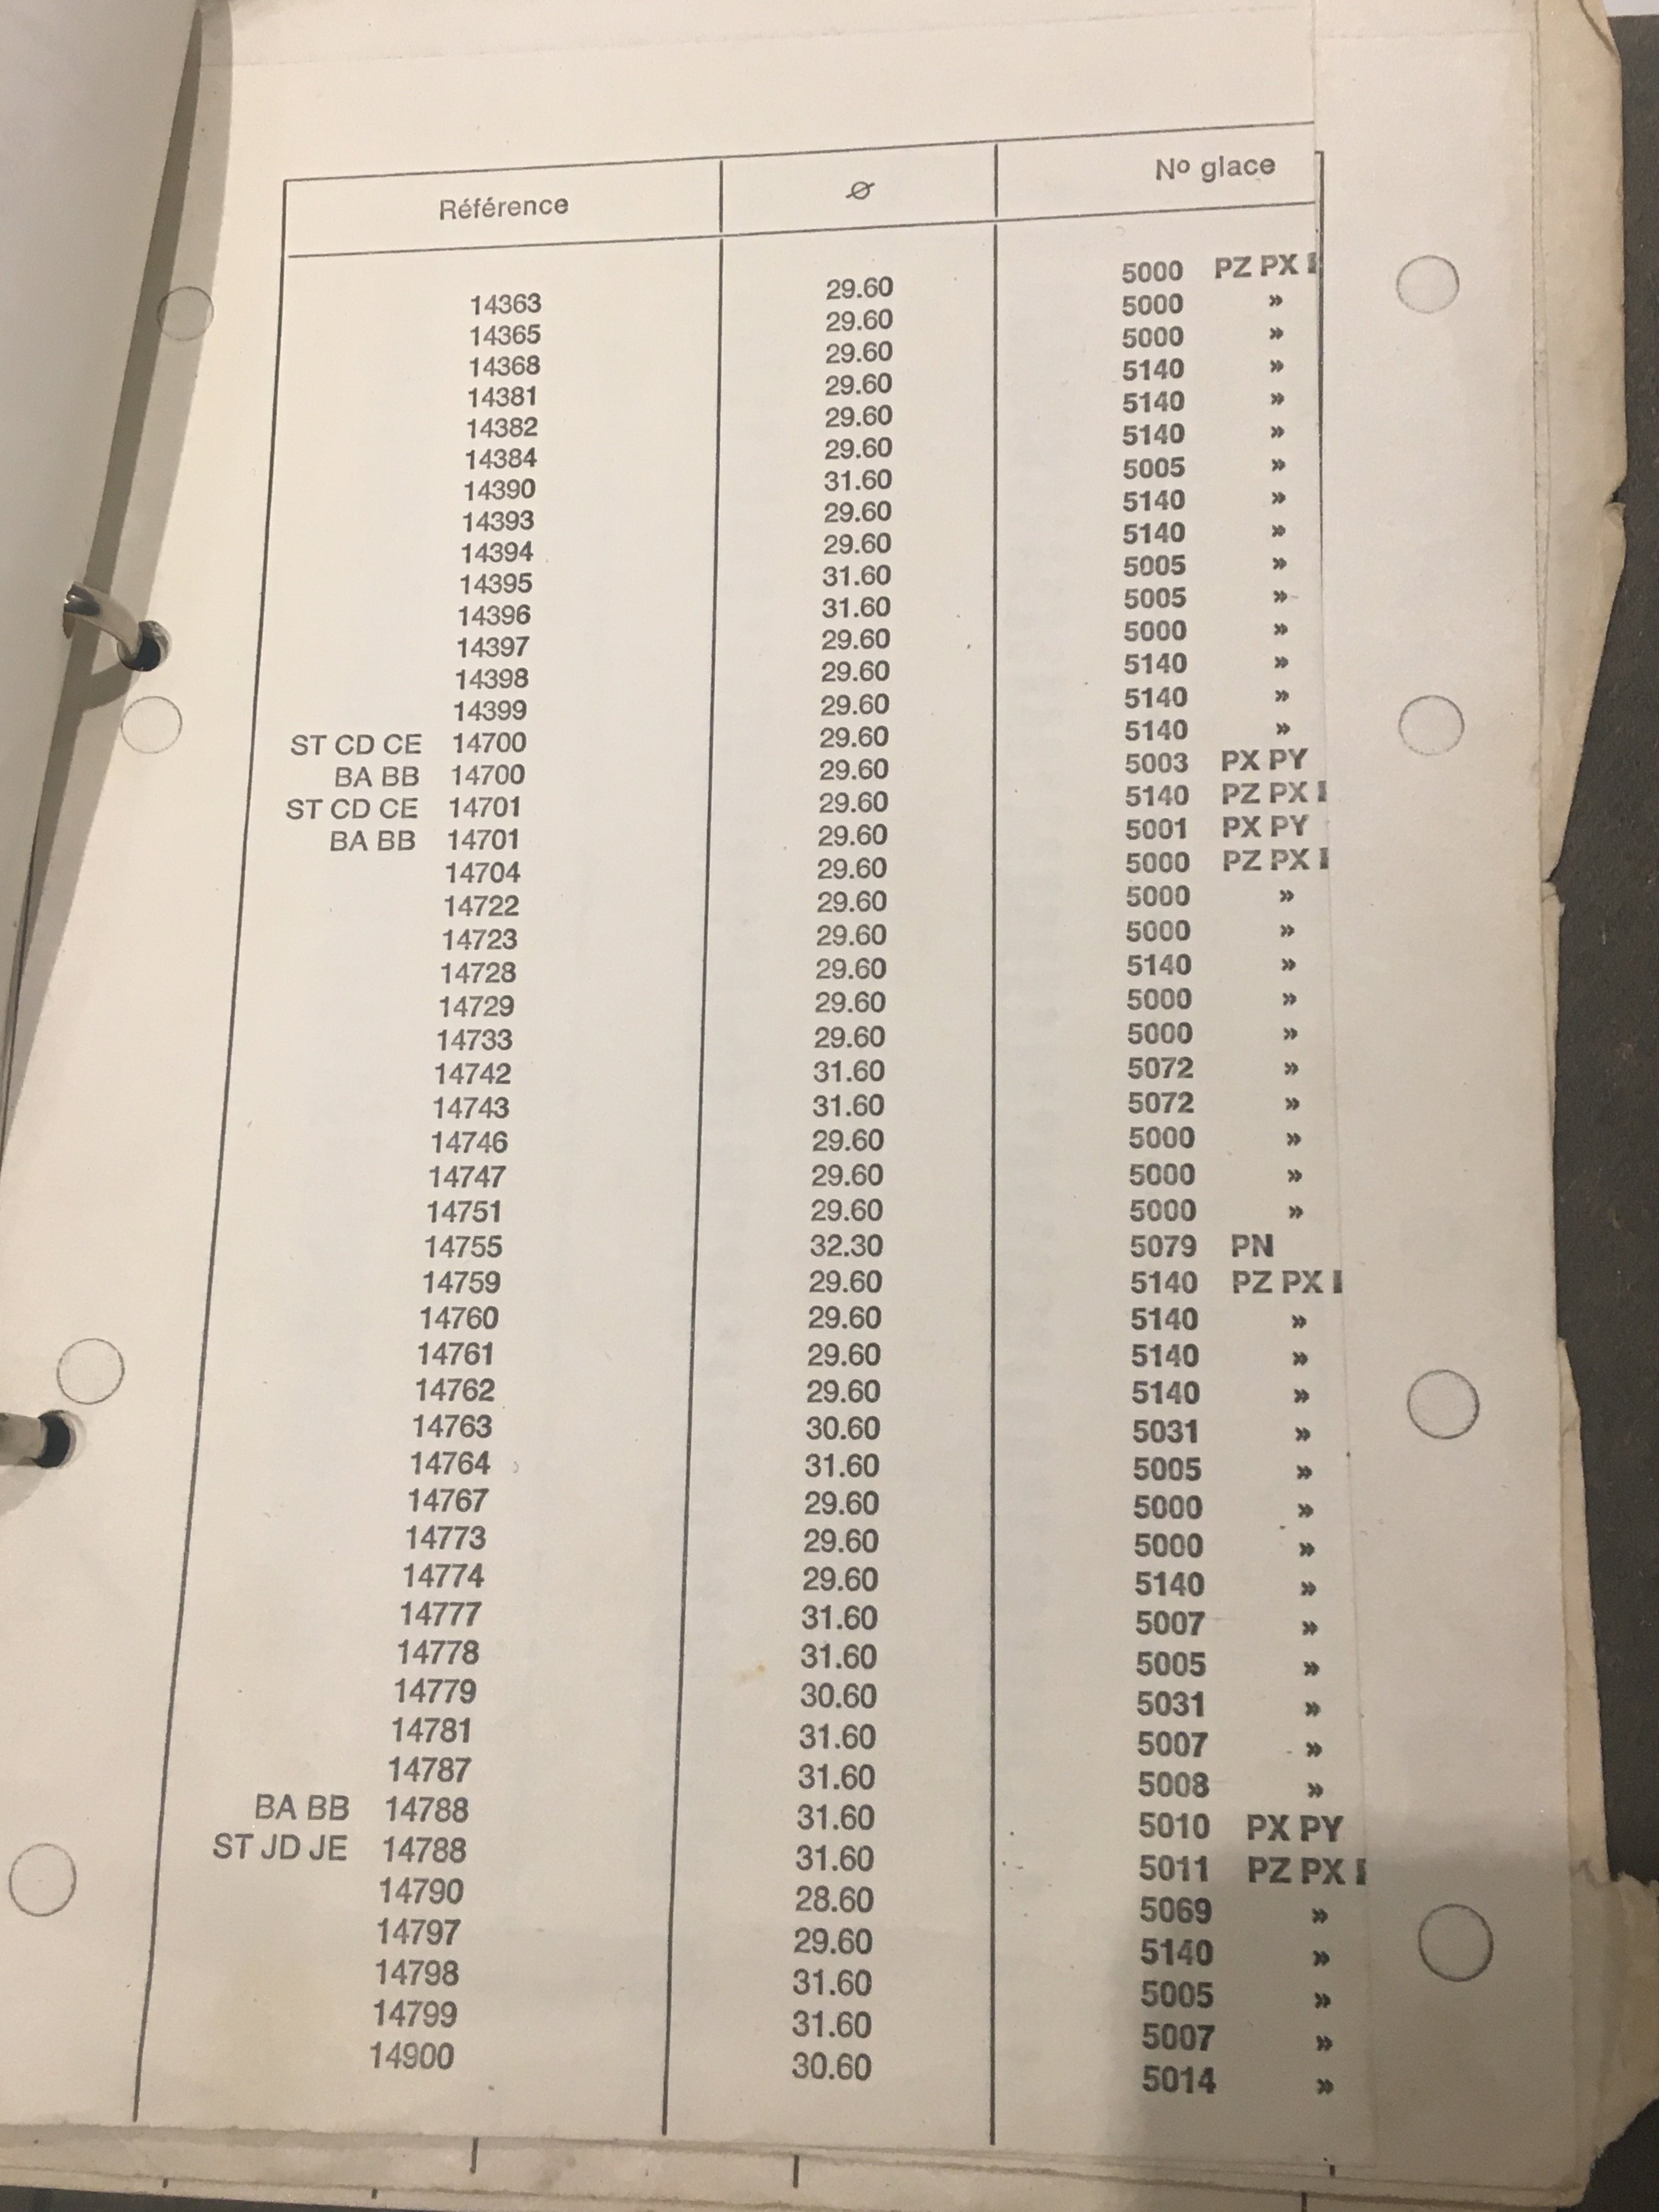 Référence ⌀ No glace
14363 29.60 5000 PZ PX
14365 29.60 5000 »
14368 29.60 5000 »
14381 29.60 5140 »
14382 29.60 5140 »
14384 29.60 5140 »
14390 31.60 5005 »
14393 29.60 5140 »
14394 29.60 5140 »
14395 31.60 5005 »
14396 31.60 5005 »
14397 29.60 5000 »
14398 29.60 5140 »
14399 29.60 5140 »
ST CD CE 14700 29.60 5140 »
BA BB 14700 29.60 5003 PX PY
ST CD CE 14701 29.60 5140 PZ PX
BA BB 14701 29.60 5001 PX PY
14704 29.60 5000 PZ PX
14722 29.60 5000 »
14723 29.60 5000 »
14728 29.60 5140 »
14729 29.60 5000 »
14733 29.60 5000 »
14742 31.60 5072 »
14743 31.60 5072 »
14746 29.60 5000 »
14747 29.60 5000 »
14751 29.60 5000 »
14755 32.30 5079 PN
14759 29.60 5140 PZ PX
14760 29.60 5140 »
14761 29.60 5140 »
14762 29.60 5140 »
14763 30.60 5031 »
14764 31.60 5005 »
14767 29.60 5000 »
14773 29.60 5000 »
14774 29.60 5140 »
14777 31.60 5007 »
14778 31.60 5005 »
14779 30.60 5031 »
14781 31.60 5007 »
14787 31.60 5008 »
BA BB 14788 31.60 5010 PX PY
ST JD JE 14788 31.60 5011 PZ PX
14790 28.60 5069 »
14797 29.60 5140 »
14798 31.60 5005 »
14799 31.60 5007 »
14900 30.60 5014 »